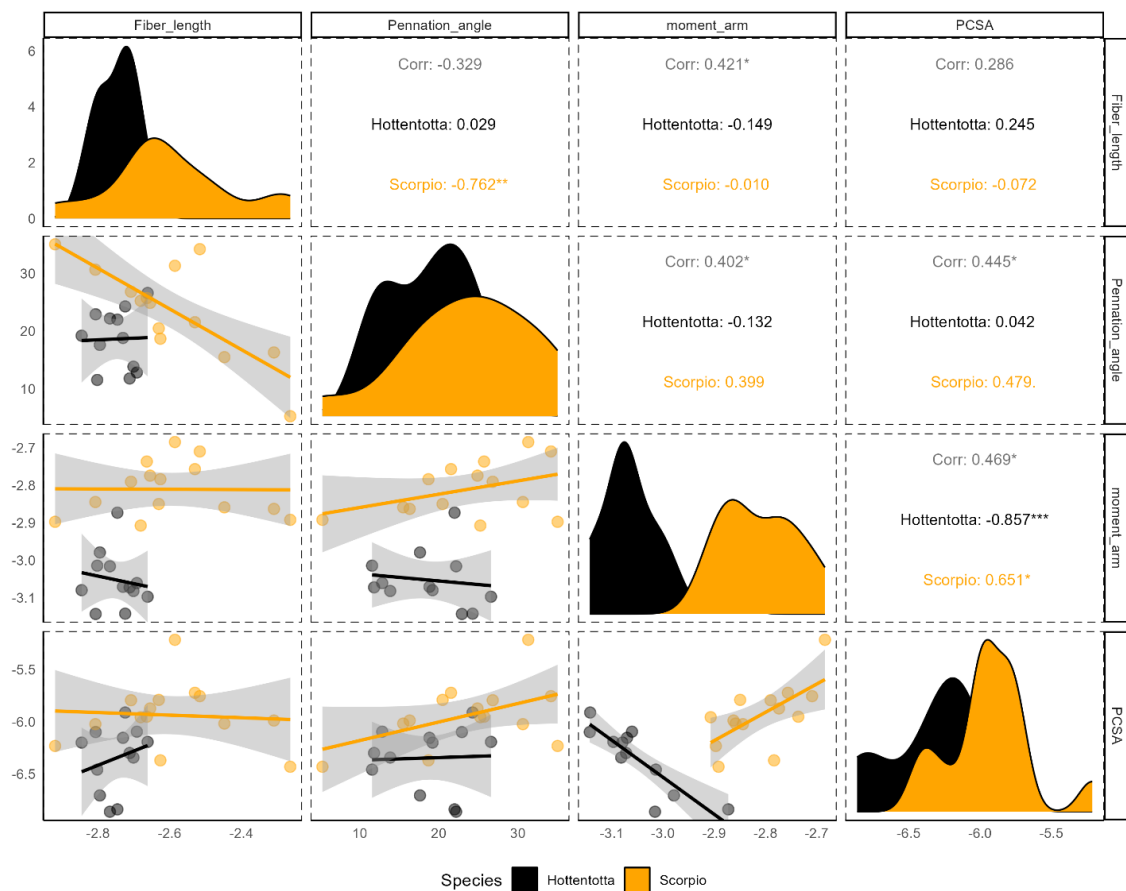 Fiber_length Pennation_angle moment_arm PCSA
6
4
2
0
Corr: -0.329
Hottentotta: 0.029
Scorpio: -0.762**
Corr: 0.421*
Hottentotta: -0.149
Scorpio: -0.010
Corr: 0.286
Hottentotta: 0.245
Scorpio: -0.072
Fiber_length
30
20
10
Corr: 0.402*
Hottentotta: -0.132
Scorpio: 0.399
Corr: 0.445*
Hottentotta: 0.042
Scorpio: 0.479.
Pennation_angle
-2.7
-2.8
-2.9
-3.0
-3.1
Corr: 0.469*
Hottentotta: -0.857***
Scorpio: 0.651*
moment_arm
-5.5
-6.0
-6.5
PCSA
-2.8 -2.6 -2.4 -2.2 10 20 30 -3.1 -3.0 -2.9 -2.8 -2.7 -6.5 -6.0 -5.5
Species Hottentotta Scorpio